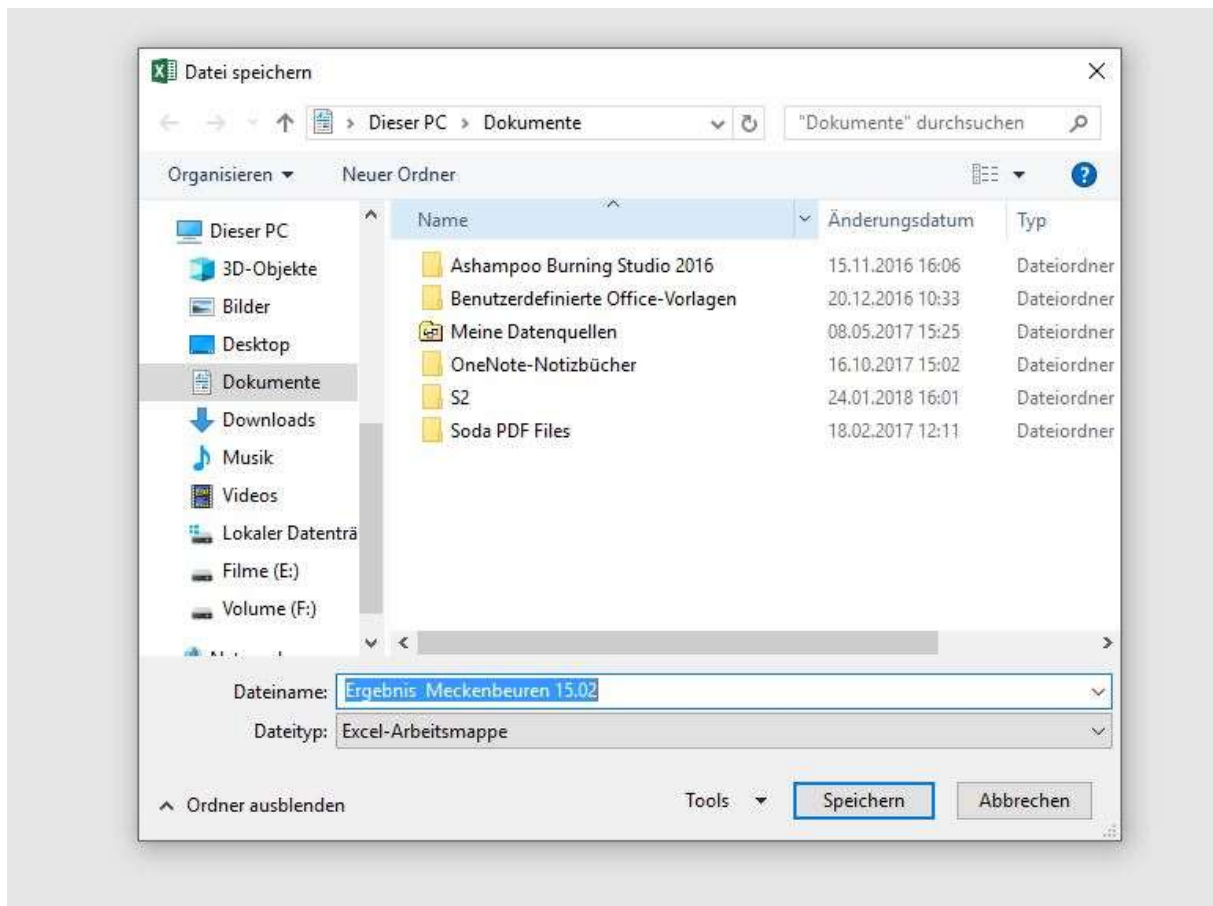 Datei speichern
Dieser PC > Dokumente "Dokumente" durchsuchen
Organisieren Neuer Ordner
Dieser PC
3D-Objekte
Bilder
Desktop
Dokumente
Downloads
Musik
Videos
Lokaler Datenträ
Filme (E:)
Volume (F:)
Name Änderungsdatum Typ
Ashampoo Burning Studio 2016 15.11.2016 16:06 Dateiordner
Benutzerdefinierte Office-Vorlagen 20.12.2016 10:33 Dateiordner
Meine Datenquellen 08.05.2017 15:25 Dateiordner
OneNote-Notizbücher 16.10.2017 15:02 Dateiordner
S2 24.01.2018 16:01 Dateiordner
Soda PDF Files 18.02.2017 12:11 Dateiordner
Dateiname: Ergebnis Meckenbeuren 15.02
Dateityp: Excel-Arbeitsmappe
Ordner ausblenden Tools Speichern Abbrechen